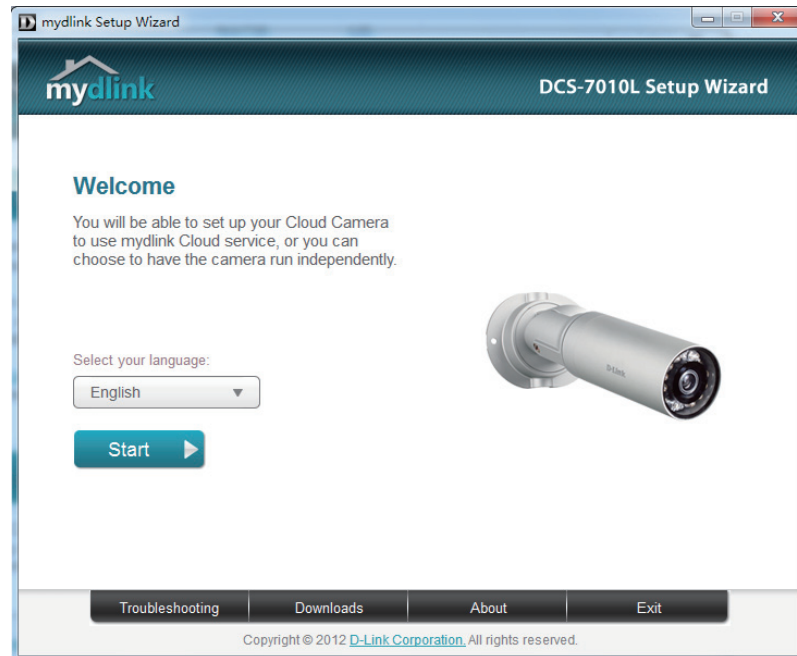 mydlink Setup Wizard
mydlink
DCS-7010L Setup Wizard
Welcome
You will be able to set up your Cloud Camera
to use mydlink Cloud service, or you can
choose to have the camera run independently.
Select your language:
English
Start
D-Link
Troubleshooting Downloads About Exit
Copyright © 2012 D-Link Corporation. All rights reserved.